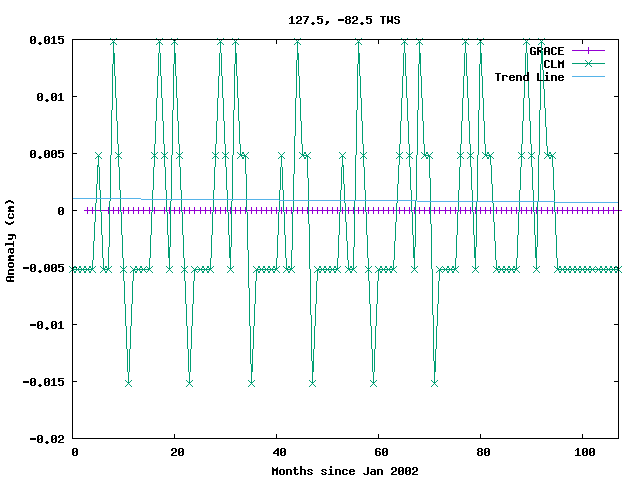 127.5, -82.5 TWS
0.015
0.01
0.005
0
-0.005
-0.01
-0.015
-0.02
Anomaly (cm)
GRACE
CLM
Trend Line
0 20 40 60 80 100
Months since Jan 2002